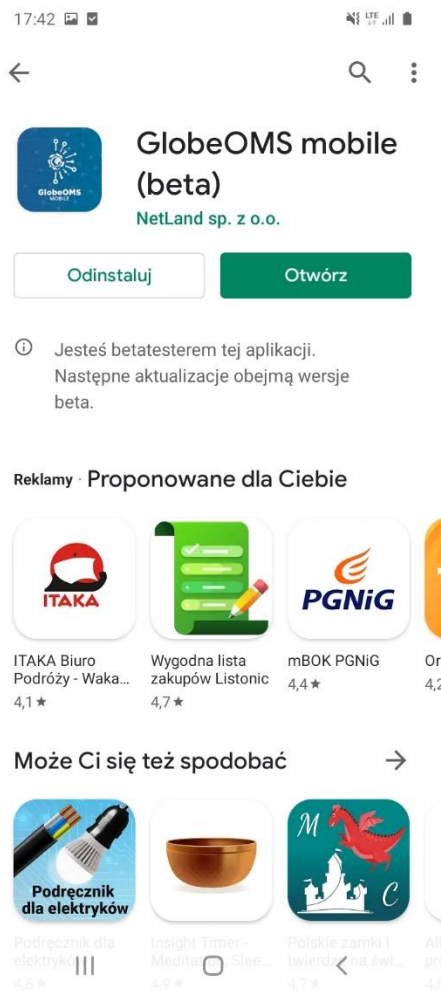 17:42
LTE
GlobeOMS mobile
(beta)
NetLand sp. z o.o.
GlobeOMS
MOBILE
Odinstaluj
Otwórz
Jesteś betatesterem tej aplikacji.
Następne aktualizacje obejmą wersje
beta.
Reklamy · Proponowane dla Ciebie
ITAKA
PGNiG
ITAKA Biuro
Podróży - Waka...
4,1★
Wygodna lista
zakupów Listonic
4,7★
mBOK PGNiG
4,4★
Or
4,2
Może Ci się też spodobać
Podręcznik
dla elektryków
M
C
Podręcznik dla
elektryków
4,6★
Insight Timer -
Meditation, Slee...
4,9★
Polskie zamki i
twierdze na świ...
4,7★